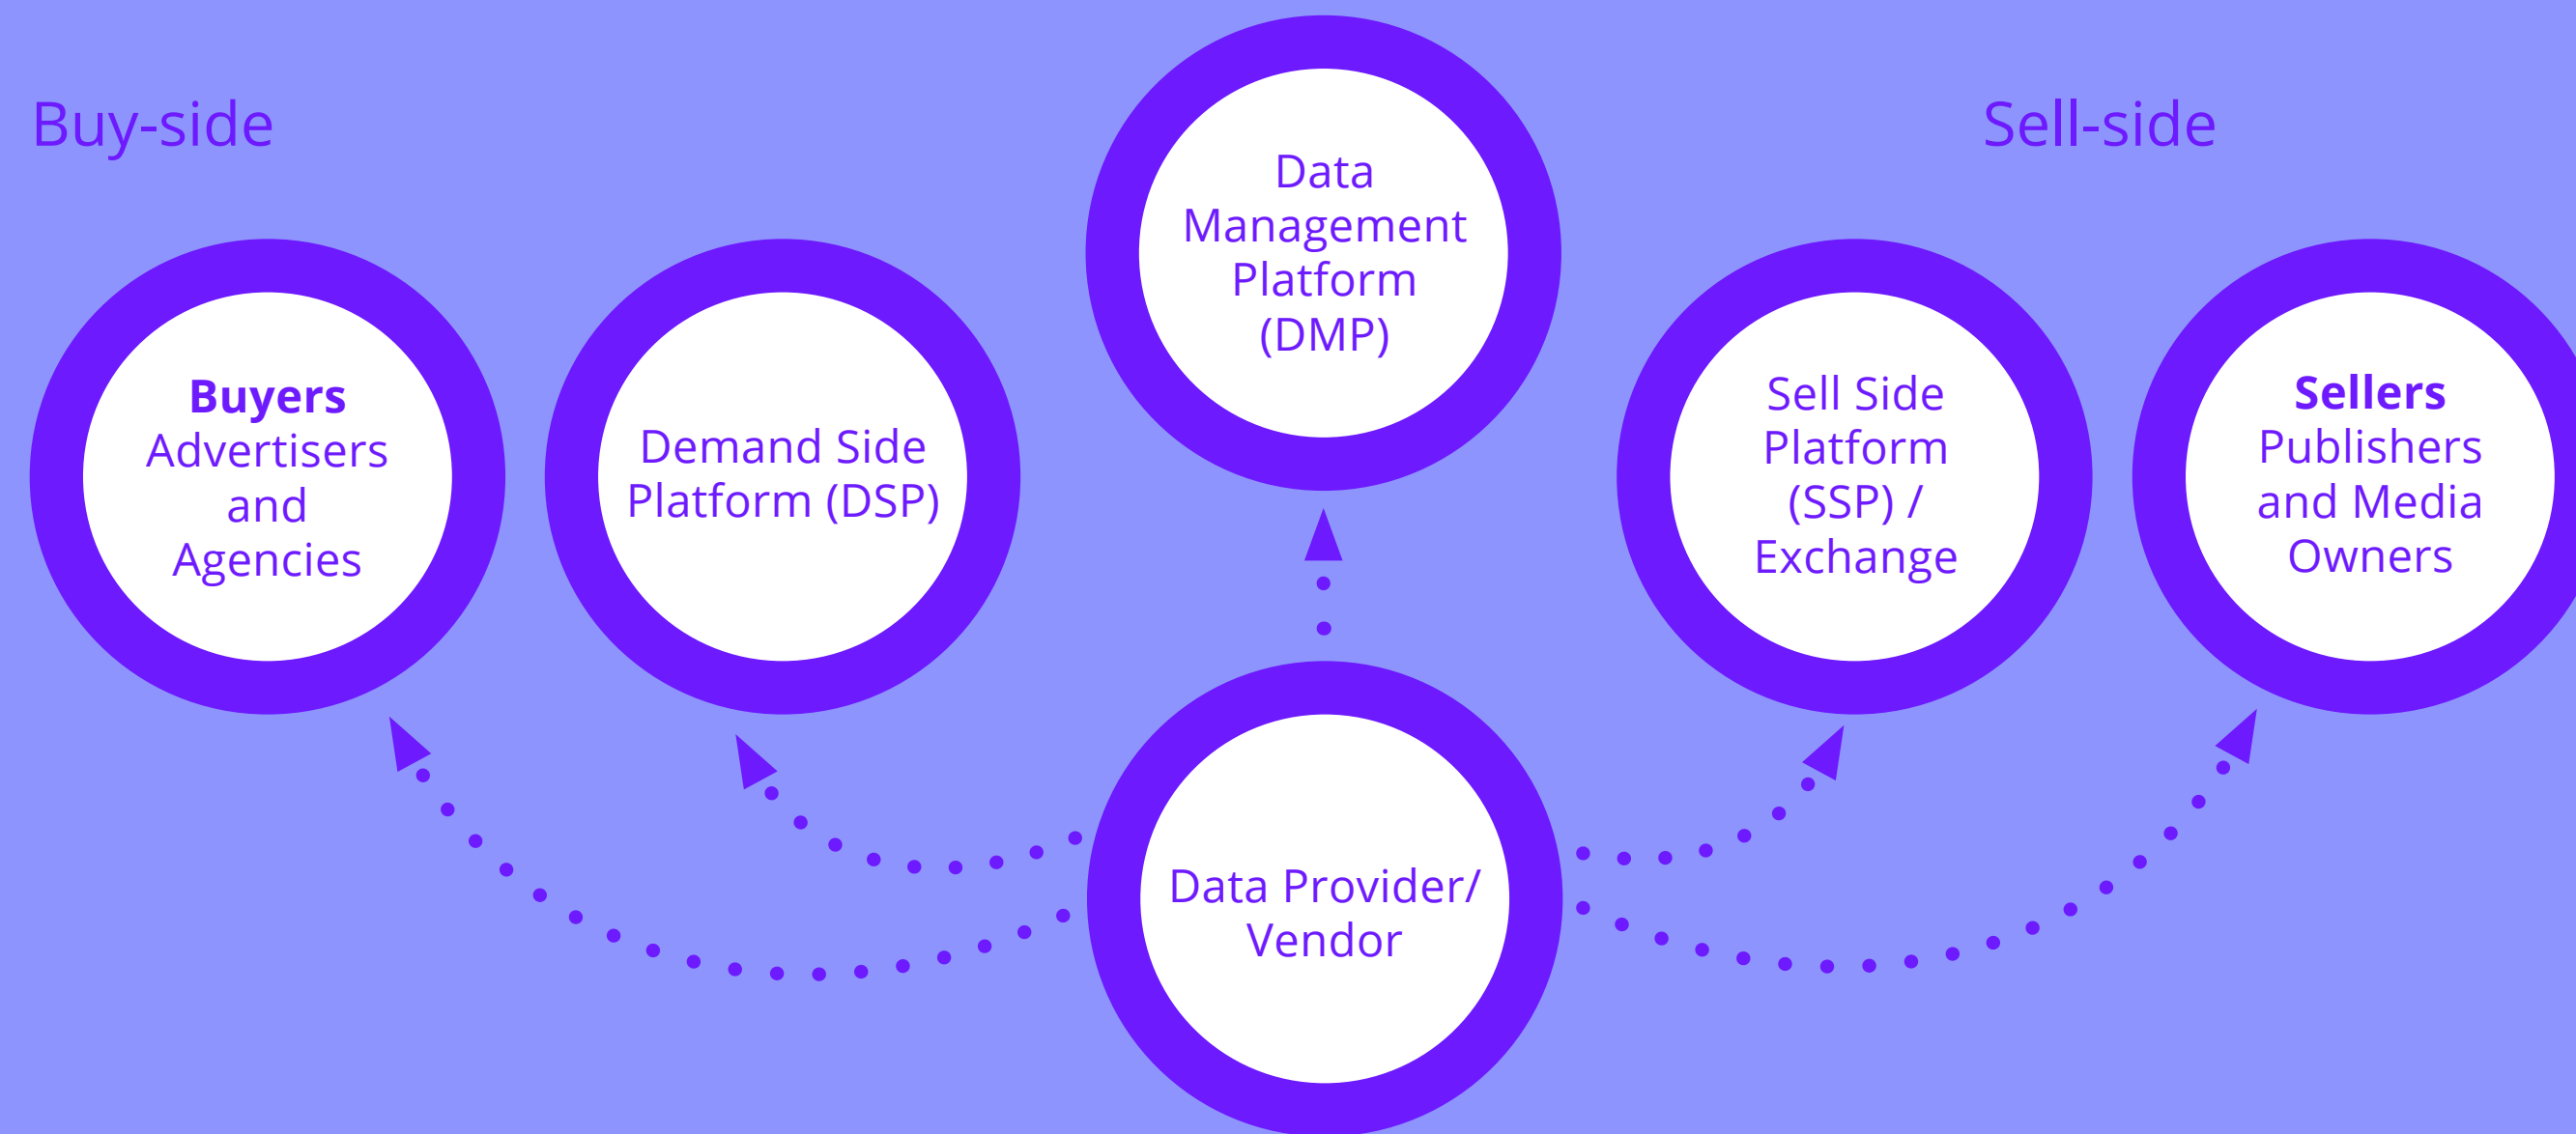 Buy-side
Sell-side
Data
Management
Platform
(DMP)
Buyers
Advertisers
and
Agencies
Demand Side
Platform (DSP)
Sell Side
Platform
(SSP) /
Exchange
Sellers
Publishers
and Media
Owners
Data Provider/
Vendor